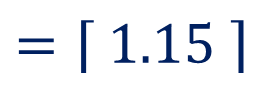 = ⌈ 1.15 ⌉